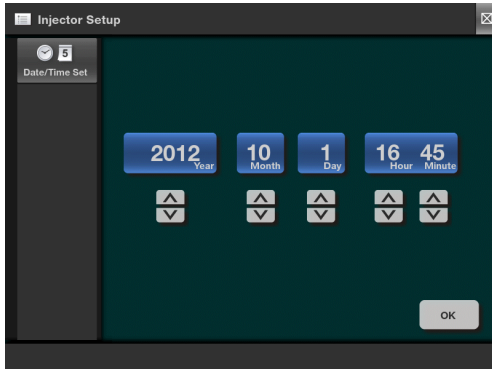 Injector Setup
5
Date/Time Set
2012 Year
10 Month
1 Day
16 Hour
45 Minute
OK